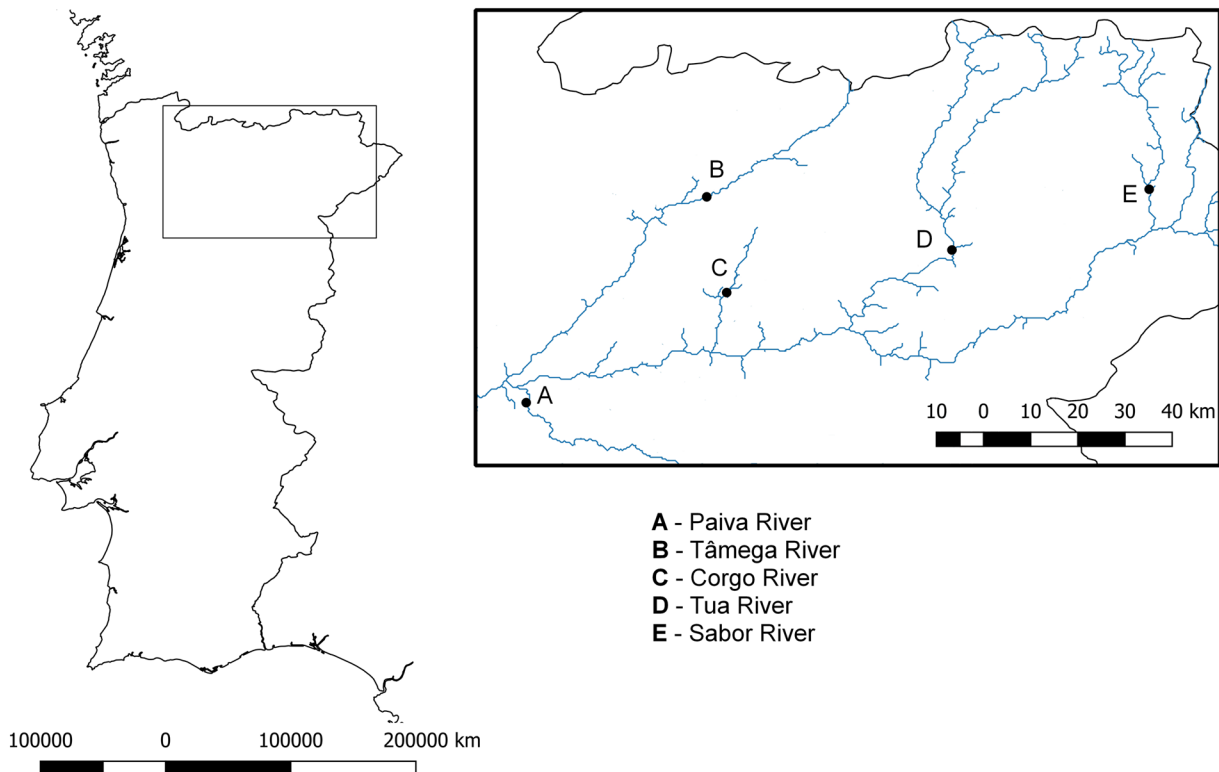 B
E
D
C
A
10 0 10 20 30 40 km
A - Paiva River
B - Tâmega River
C - Corgo River
D - Tua River
E - Sabor River
100000 0 100000 200000 km